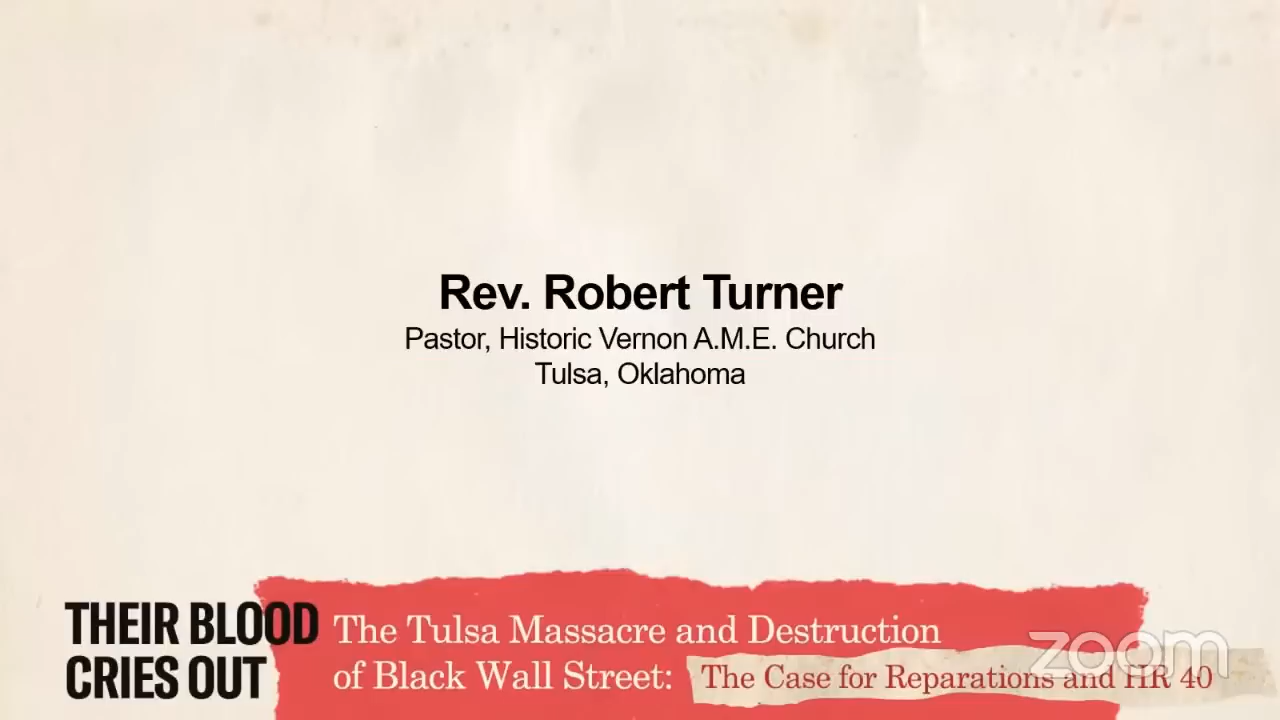 Rev. Robert Turner
Pastor, Historic Vernon A.M.E. Church
Tulsa, Oklahoma
THEIR BLOOD
CRIES OUT
The Tulsa Massacre and Destruction
of Black Wall Street: The Case for Reparations and HR 40
zoom